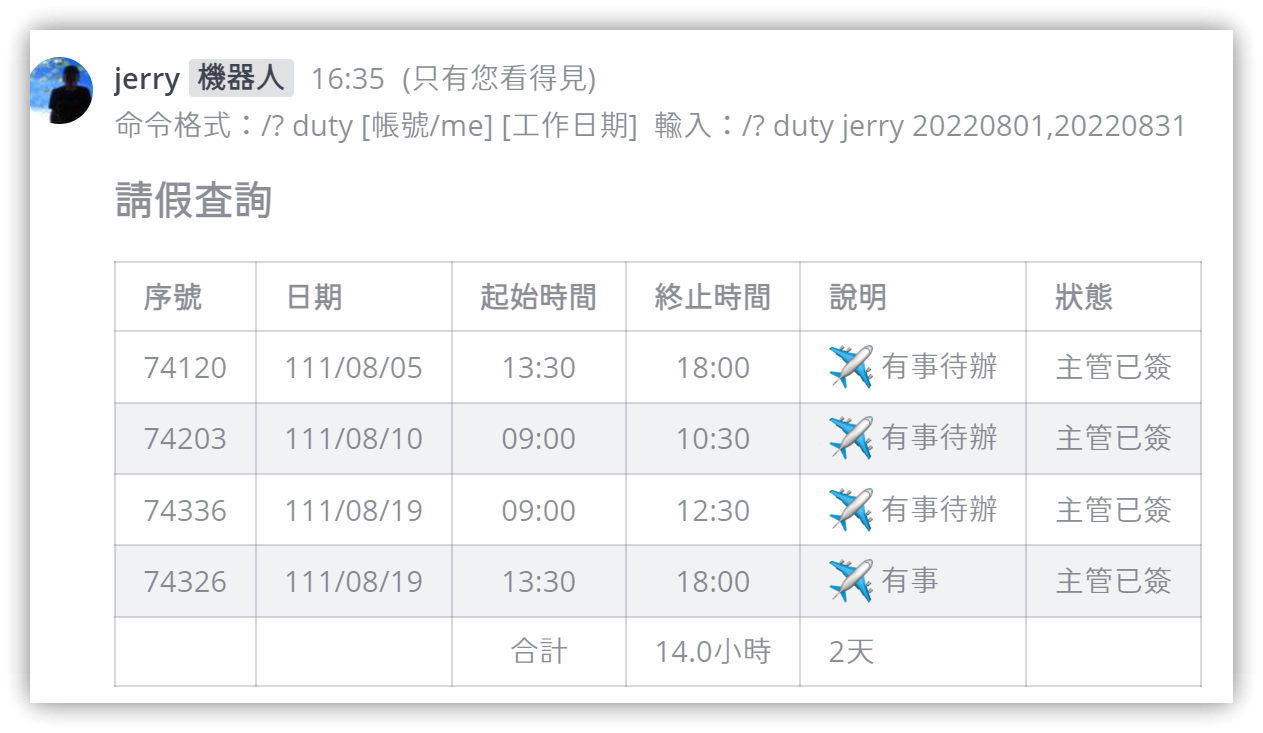 jerry 機器人 16:35 (只有您看得見)
命令格式：/? duty [帳號/me] [工作日期] 輸入：/? duty jerry 20220801,20220831
請假查詢
序號 日期 起始時間 終止時間 說明 狀態
74120 111/08/05 13:30 18:00 ✈️有事待辦 主管已簽
74203 111/08/10 09:00 10:30 ✈️有事待辦 主管已簽
74336 111/08/19 09:00 12:30 ✈️有事待辦 主管已簽
74326 111/08/19 13:30 18:00 ✈️有事 主管已簽
合計 14.0小時 2天